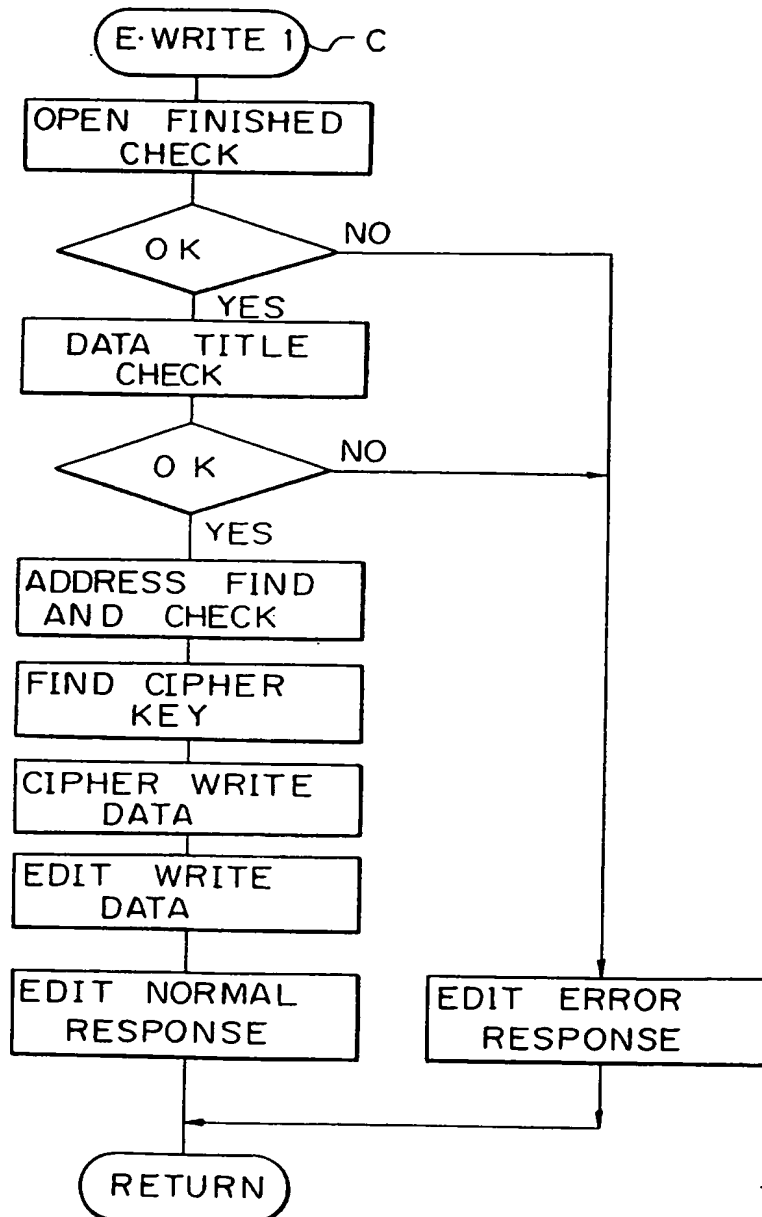 E·WRITE 1 C
OPEN FINISHED
CHECK
OK
NO
YES
DATA TITLE
CHECK
OK
NO
YES
ADDRESS FIND
AND CHECK
FIND CIPHER
KEY
CIPHER WRITE
DATA
EDIT WRITE
DATA
EDIT NORMAL
RESPONSE
EDIT ERROR
RESPONSE
RETURN